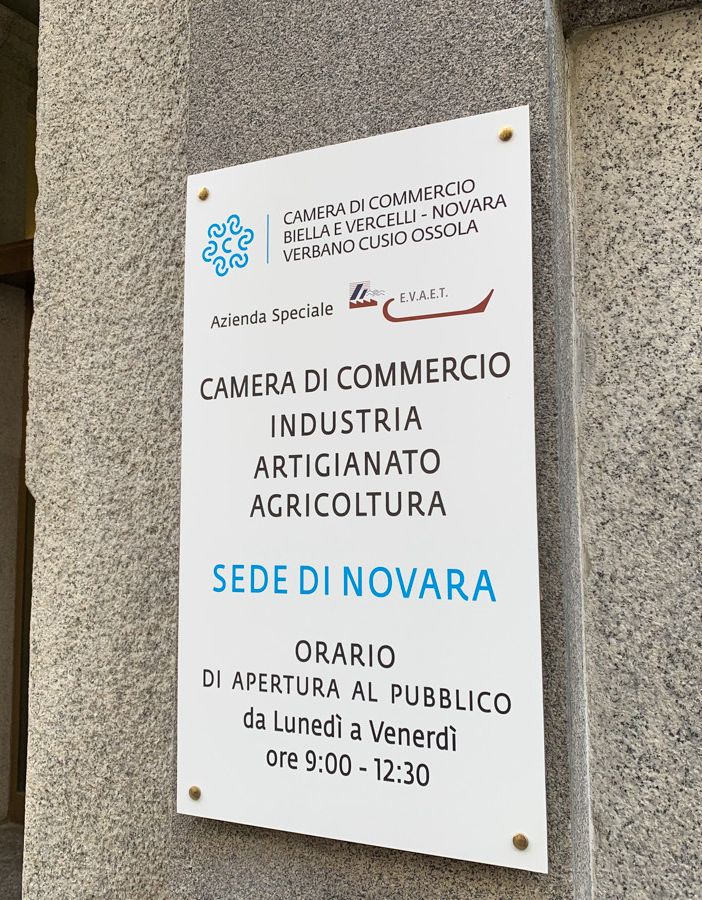 CAMERA DI COMMERCIO
BIELLA E VERCELLI - NOVARA
VERBANO CUSIO OSSOLA
Azienda Speciale
E.V.A.E.T.
CAMERA DI COMMERCIO
INDUSTRIA
ARTIGIANATO
AGRICOLTURA
SEDE DI NOVARA
ORARIO
DI APERTURA AL PUBBLICO
da Lunedì a Venerdì
ore 9:00 - 12:30